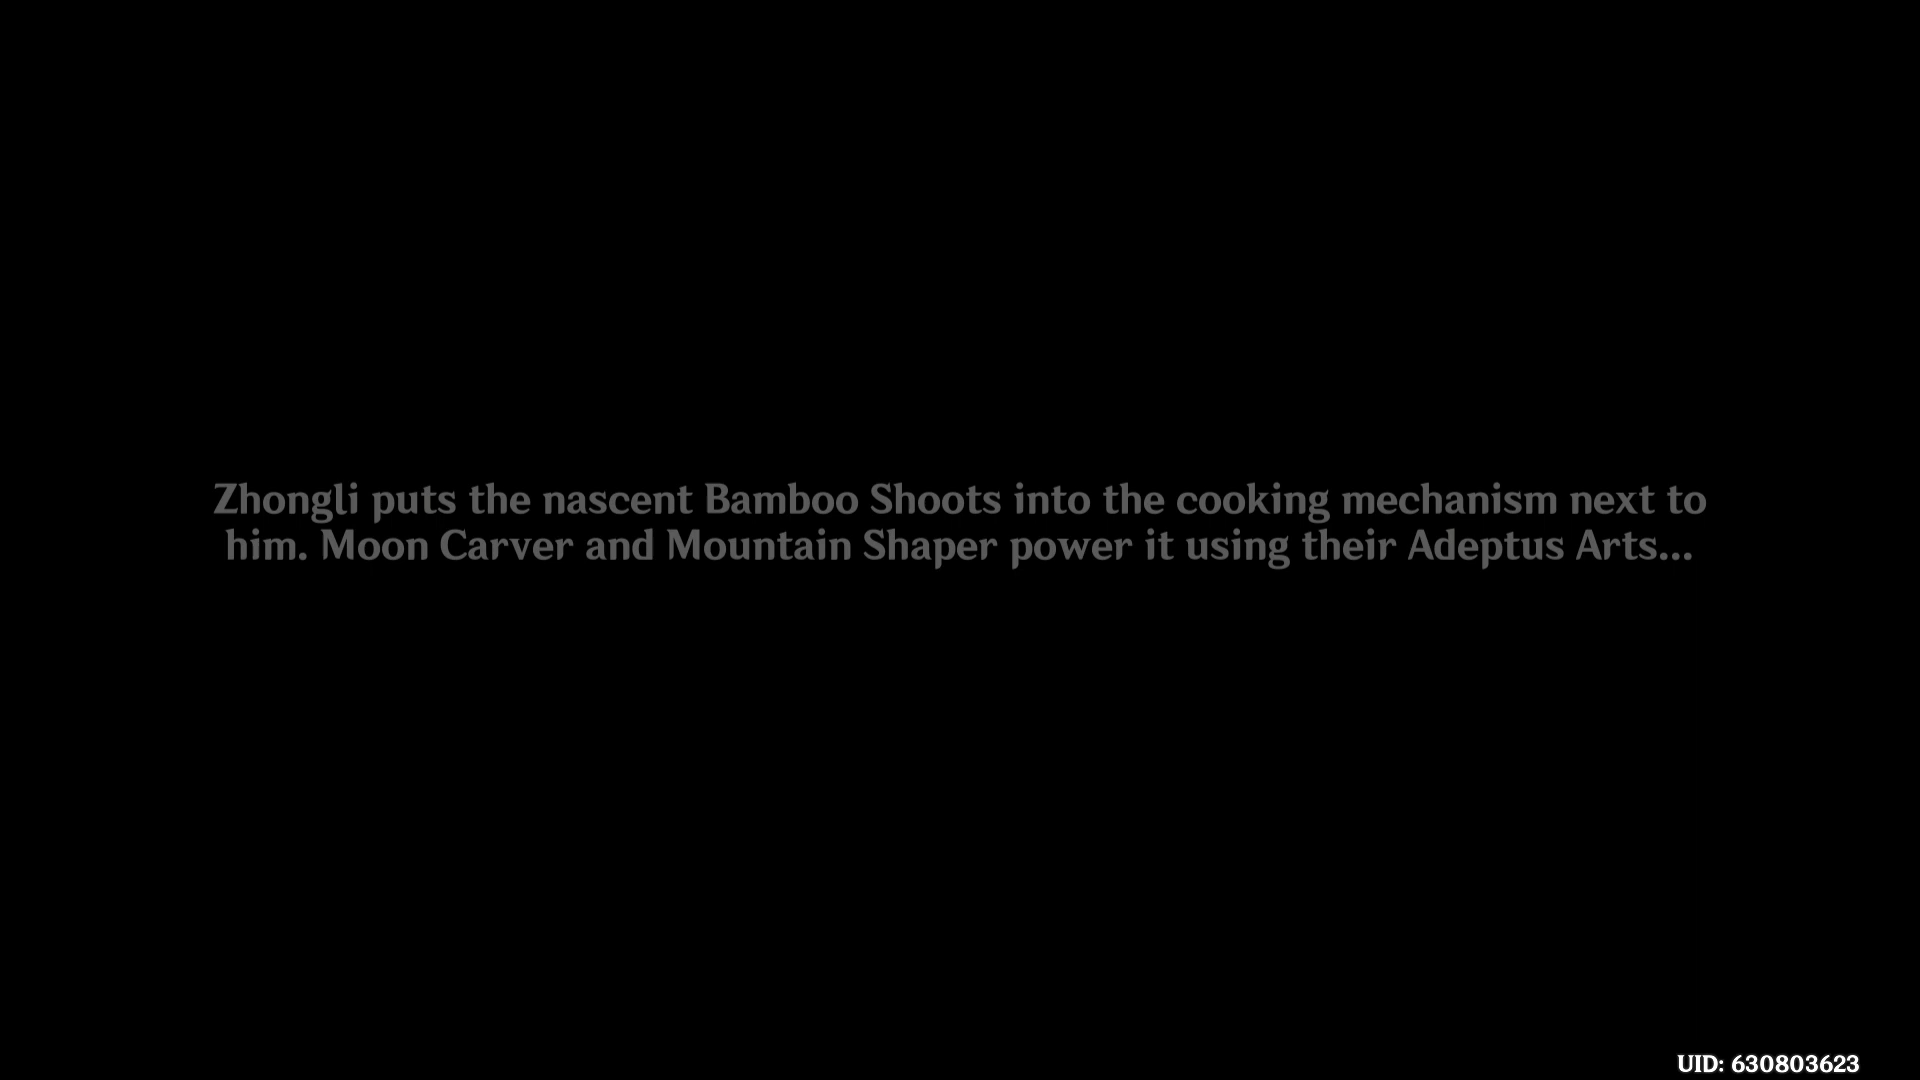 Zhongli puts the nascent Bamboo Shoots into the cooking mechanism next to
him. Moon Carver and Mountain Shaper power it using their Adeptus Arts...
UID: 630803623